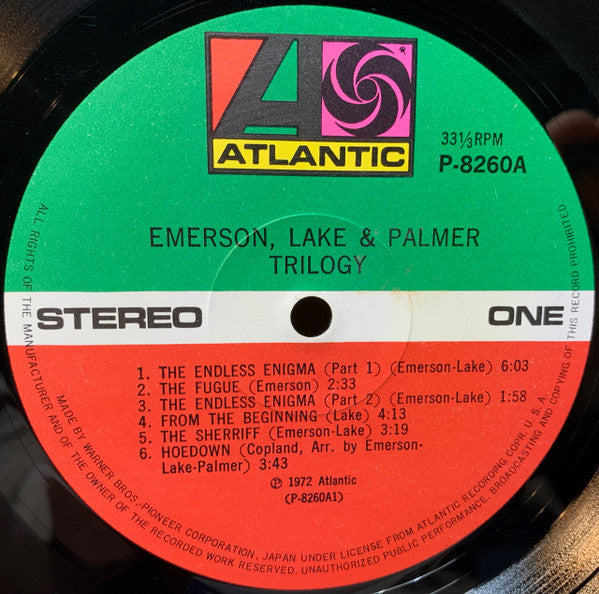 ATLANTIC
®
33⅓RPM
P-8260A
EMERSON, LAKE & PALMER
TRILOGY
STEREO
ONE
1. THE ENDLESS ENIGMA (Part 1) (Emerson-Lake) 6:03
2. THE FUGUE (Emerson) 2:33
3. THE ENDLESS ENIGMA (Part 2) (Emerson-Lake) 1:58
4. FROM THE BEGINNING (Lake) 4:13
5. THE SHERRIFF (Emerson-Lake) 3:19
6. HOEDOWN (Copland, Arr. by Emerson-
Lake-Palmer) 3:43
℗ 1972 Atlantic
(P-8260A1)
MADE BY WARNER BROS./PIONEER CORPORATION, JAPAN UNDER LICENSE FROM ATLANTIC RECORDING COPR. U. S. A.
ALL RIGHTS OF THE MANUFACTURER AND OF THE OWNER OF THE RECORDED WORK RESERVED. UNAUTHORIZED PUBLIC PERFORMANCE, BROADCASTING AND COPYING OF THIS RECORD PROHIBITED